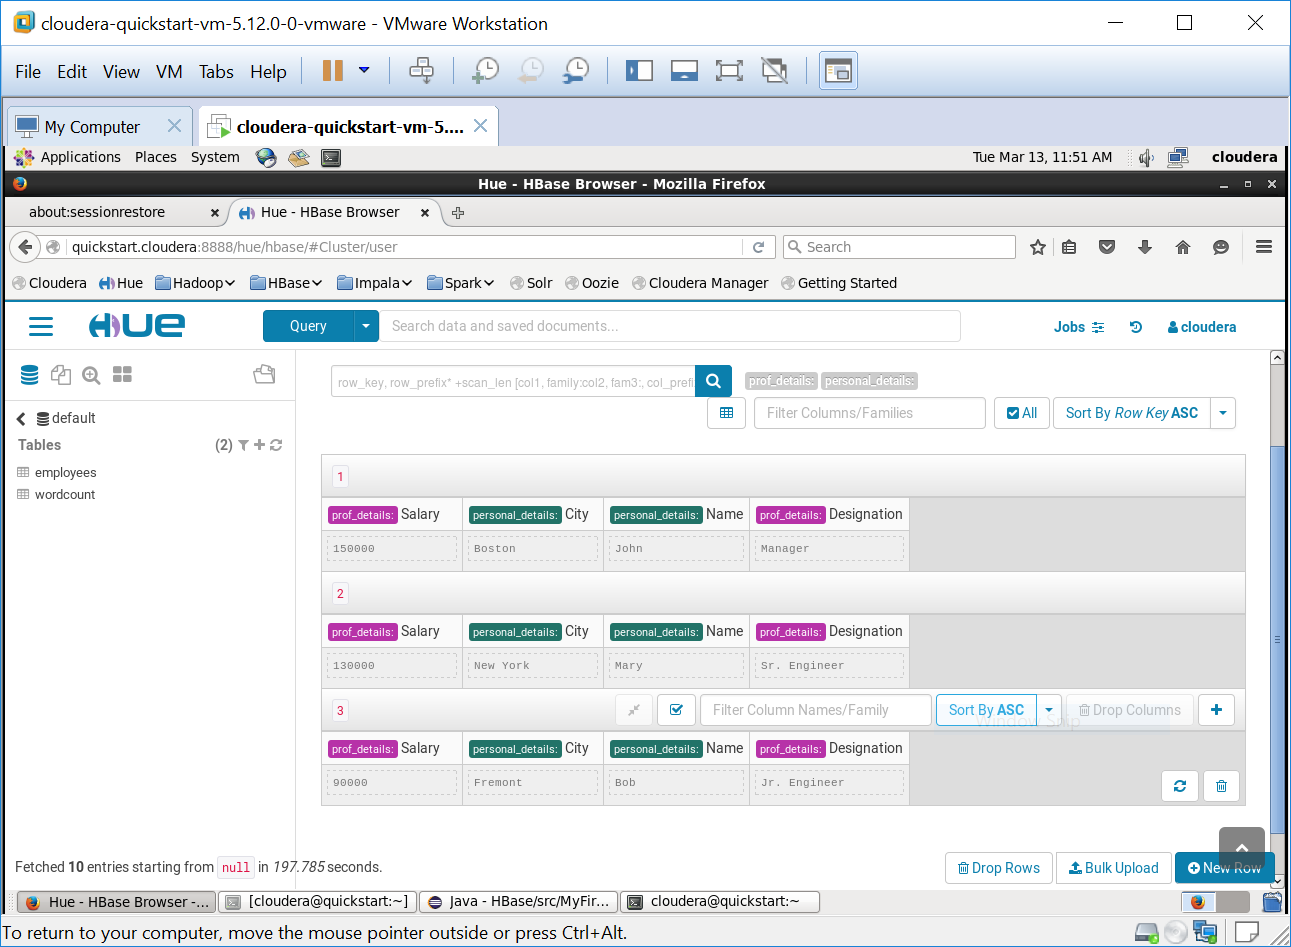 cloudera-quickstart-vm-5.12.0-0-vmware - VMware Workstation
File Edit View VM Tabs Help
My Computer cloudera-quickstart-vm-5....
Applications Places System Tue Mar 13, 11:51 AM cloudera
Hue - HBase Browser - Mozilla Firefox
about:sessionrestore Hue - HBase Browser
quickstart.cloudera:8888/hue/hbase/#Cluster/user Search
Cloudera Hue Hadoop HBase Impala Spark Solr Oozie Cloudera Manager Getting Started
HUE Query Search data and saved documents... Jobs cloudera
row_key, row_prefix* +scan_len [col1, family:col2, fam3:, col_prefi prof_details: personal_details:
Filter Columns/Families All Sort By Row Key ASC
default
Tables (2)
employees
wordcount
1
prof_details: Salary personal_details: City personal_details: Name prof_details: Designation
150000 Boston John Manager
2
prof_details: Salary personal_details: City personal_details: Name prof_details: Designation
130000 New York Mary Sr. Engineer
3 Filter Column Names/Family Sort By ASC Drop Columns
Window Snip
prof_details: Salary personal_details: City personal_details: Name prof_details: Designation
90000 Fremont Bob Jr. Engineer
Fetched 10 entries starting from null in 197.785 seconds. Drop Rows Bulk Upload New Row
Hue - HBase Browser -... [cloudera@quickstart:~] Java - HBase/src/MyFir... cloudera@quickstart:~
To return to your computer, move the mouse pointer outside or press Ctrl+Alt.